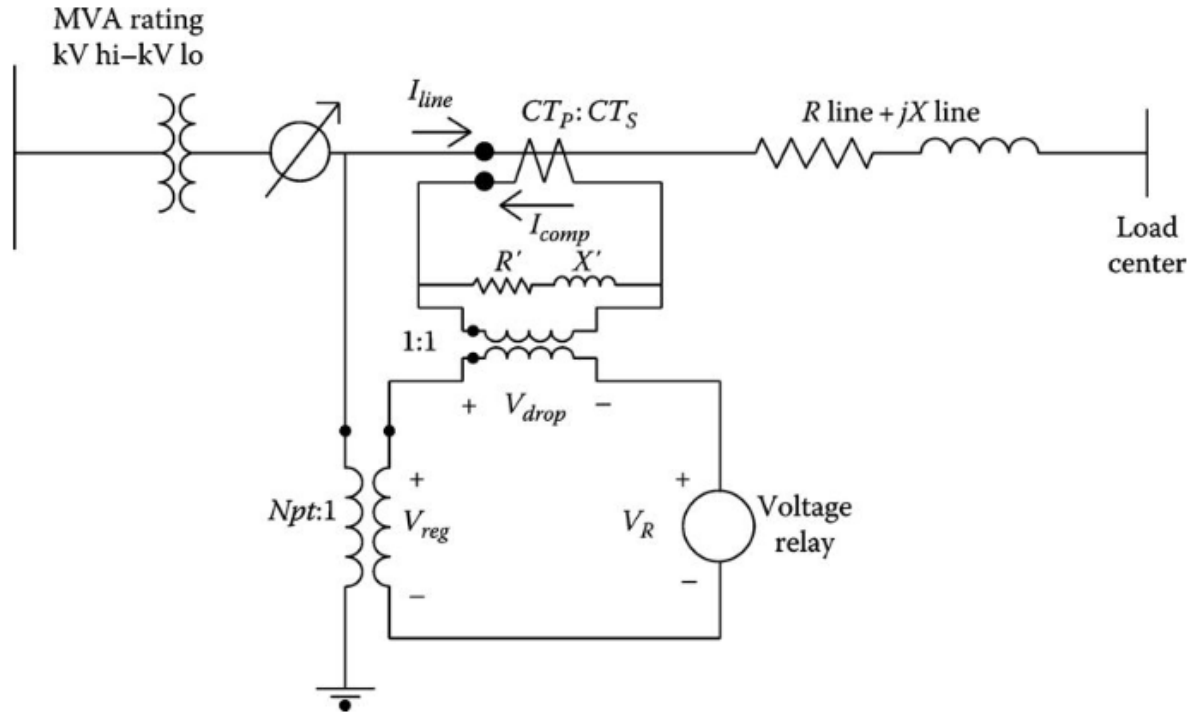 MVA rating
kV hi–kV lo
I_line
CT_P : CT_S
R line + jX line
I_comp
Load
center
R′
X′
1:1
+ V_drop –
Npt:1
+
V_reg
–
+
V_R
–
Voltage
relay